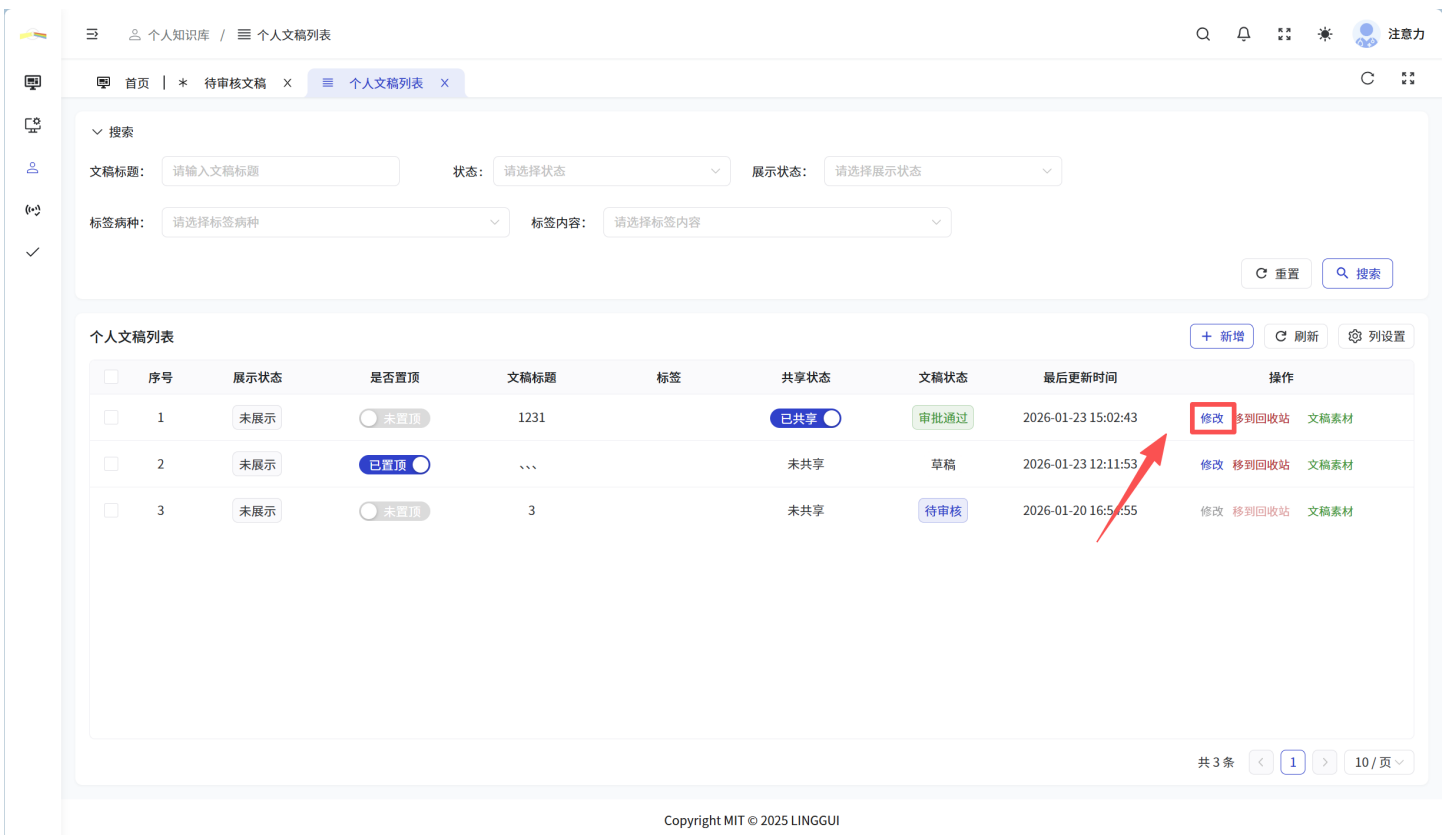 个人知识库 / 个人文稿列表 注意力
首页 待审核文稿 X 个人文稿列表 X
搜索
文稿标题： 请输入文稿标题 状态： 请选择状态 展示状态： 请选择展示状态
标签病种： 请选择标签病种 标签内容： 请选择标签内容
重置 搜索
个人文稿列表 + 新增 刷新 列设置
序号 展示状态 是否置顶 文稿标题 标签 共享状态 文稿状态 最后更新时间 操作
1 未展示 未置顶 1231 已共享 审批通过 2026-01-23 15:02:43 修改 移到回收站 文稿素材
2 未展示 已置顶 、、、 未共享 草稿 2026-01-23 12:11:53 修改 移到回收站 文稿素材
3 未展示 未置顶 3 未共享 待审核 2026-01-20 16:54:55 修改 移到回收站 文稿素材
共 3 条 < 1 > 10 / 页
Copyright MIT © 2025 LINGGUI